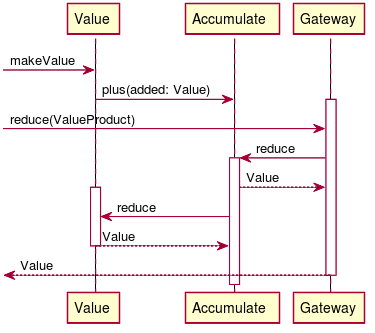 Value
Accumulate
Gateway
makeValue
plus(added: Value)
reduce(ValueProduct)
reduce
Value
reduce
Value
Value
Value
Accumulate
Gateway